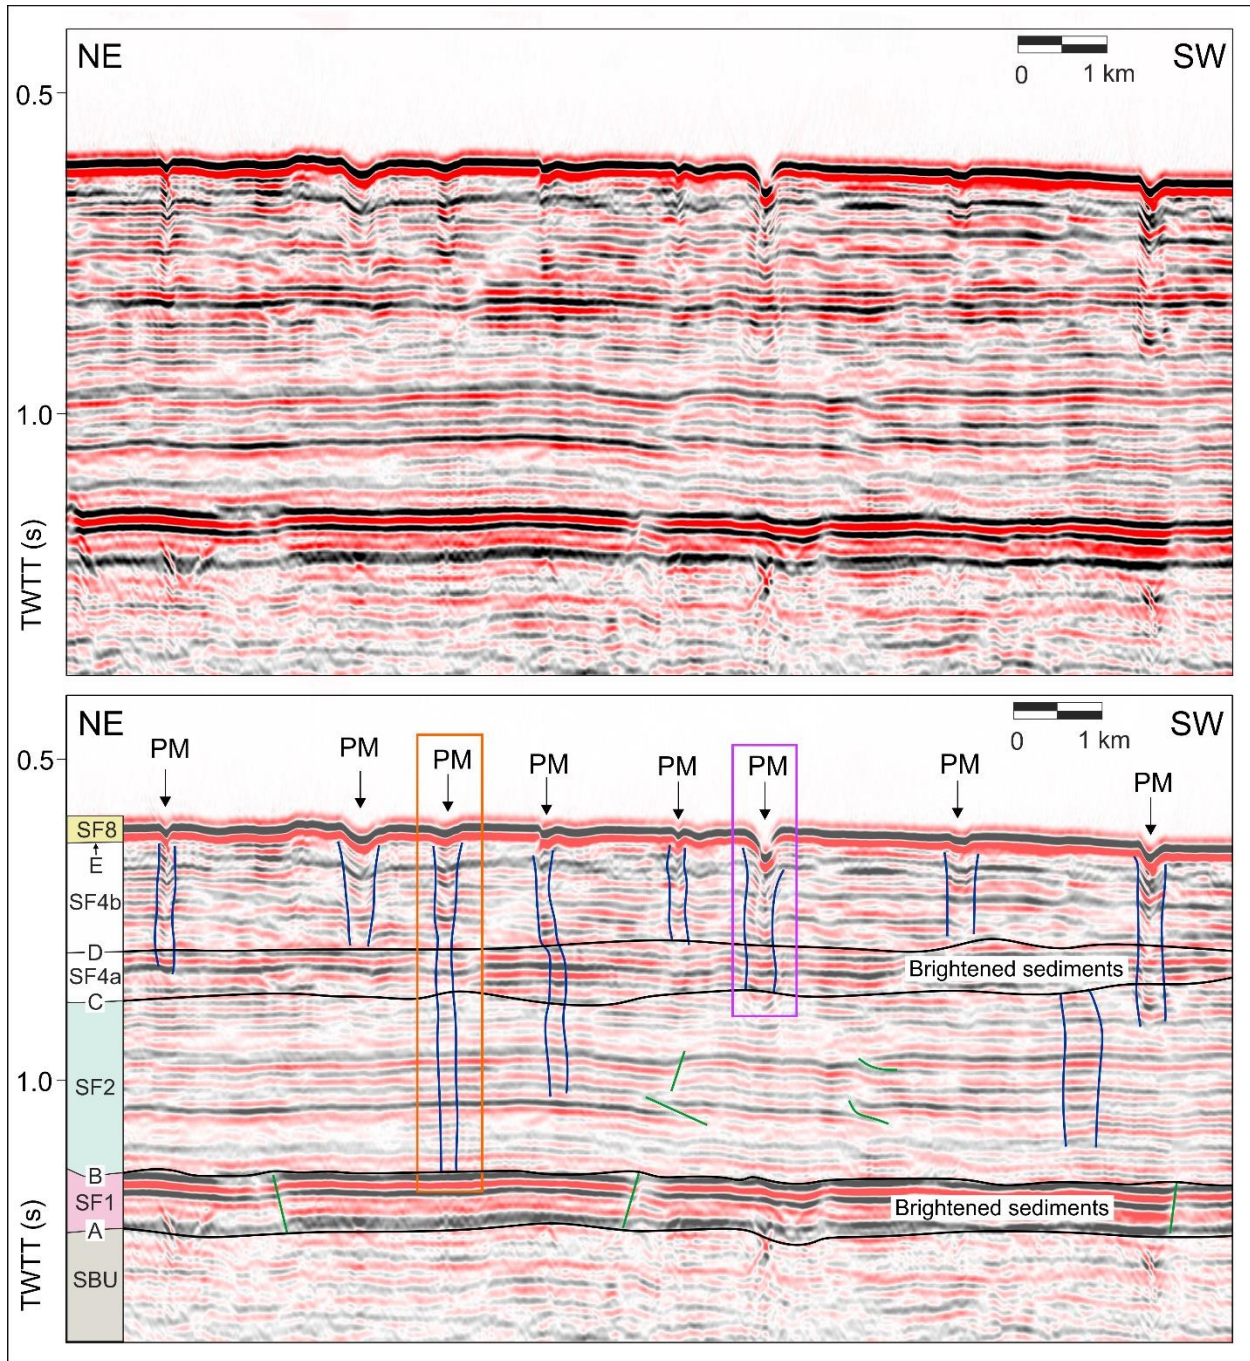 NE
SW
0 1 km
0.5
1.0
TWTT (s)
NE
SW
0 1 km
0.5
PM
PM
PM
PM
PM
PM
PM
PM
SF8
E
SF4b
D
SF4a
Brightened sediments
C
1.0
SF2
B
SF1
Brightened sediments
A
SBU
TWTT (s)